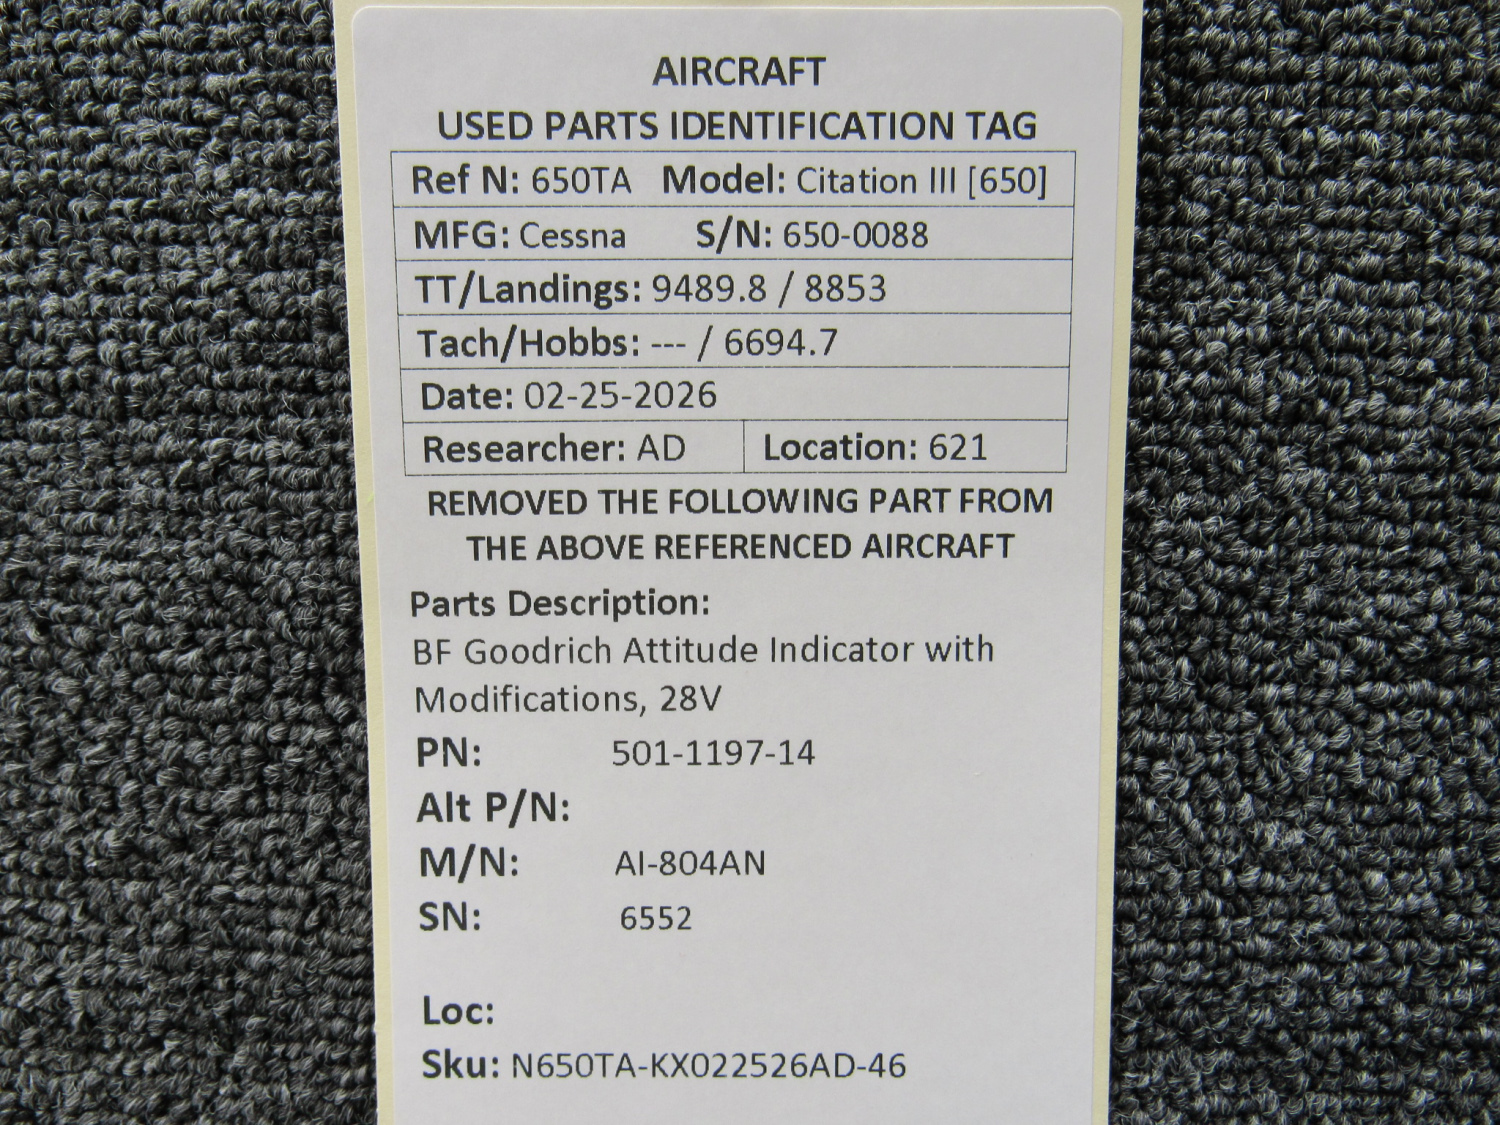 AIRCRAFT
USED PARTS IDENTIFICATION TAG
Ref N: 650TA Model: Citation III [650]
MFG: Cessna S/N: 650-0088
TT/Landings: 9489.8 / 8853
Tach/Hobbs: --- / 6694.7
Date: 02-25-2026
Researcher: AD Location: 621
REMOVED THE FOLLOWING PART FROM
THE ABOVE REFERENCED AIRCRAFT
Parts Description:
BF Goodrich Attitude Indicator with
Modifications, 28V
PN: 501-1197-14
Alt P/N:
M/N: AI-804AN
SN: 6552
Loc:
Sku: N650TA-KX022526AD-46